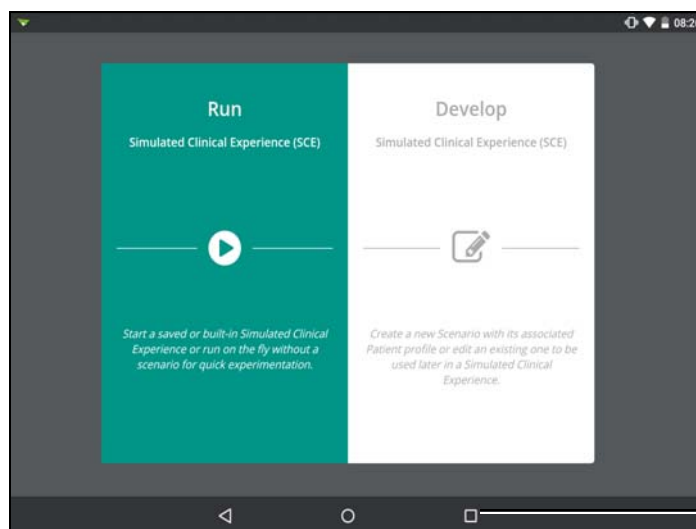 08:20
Run
Simulated Clinical Experience (SCE)
Start a saved or built-in Simulated Clinical
Experience or run on the fly without a
scenario for quick experimentation.
Develop
Simulated Clinical Experience (SCE)
Create a new Scenario with its associated
Patient profile or edit an existing one to be
used later in a Simulated Clinical
Experience.